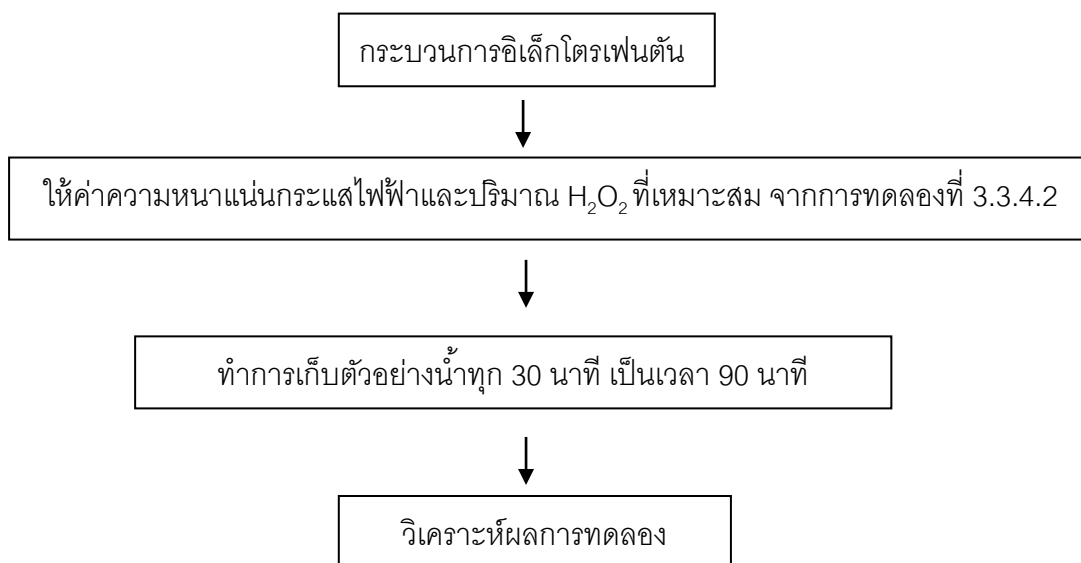 กระบวนการอิเล็กโตรเฟนตัน
ให้ค่าความหนาแน่นกระแสไฟฟ้าและปริมาณ H₂O₂ ที่เหมาะสม จากการทดลองที่ 3.3.4.2
ทำการเก็บตัวอย่างน้ำทุก 30 นาที เป็นเวลา 90 นาที
วิเคราะห์ผลการทดลอง